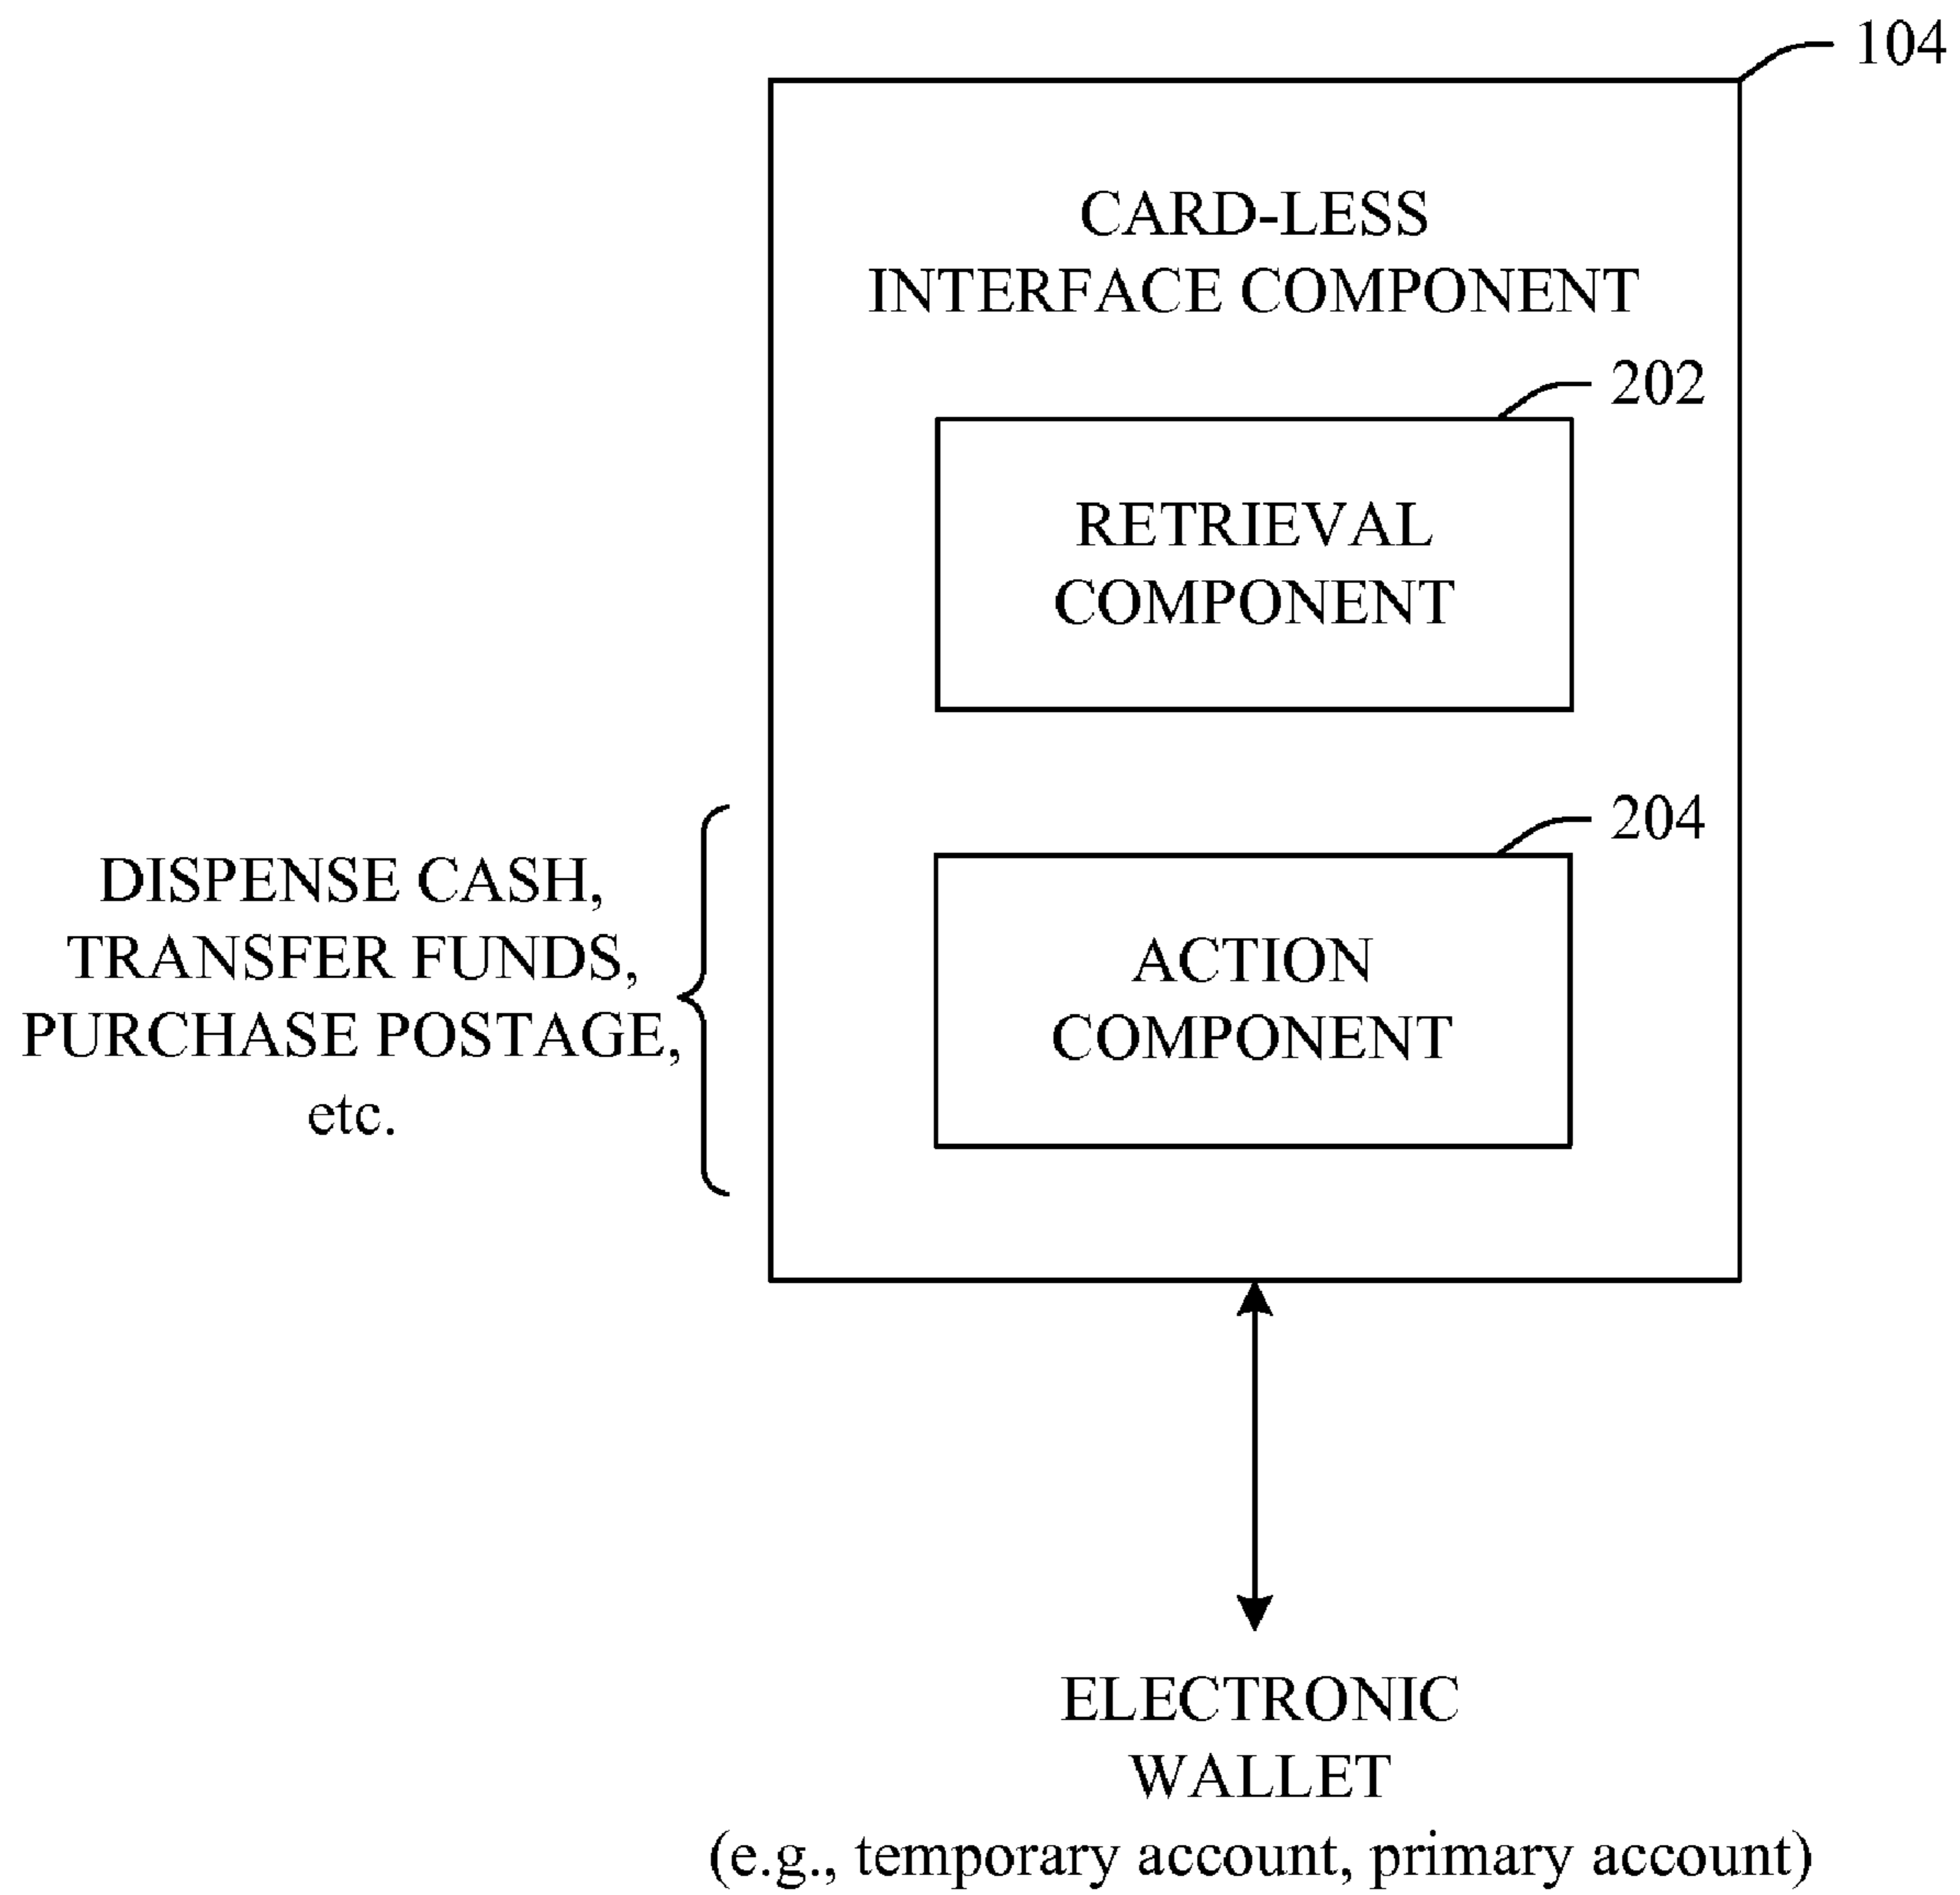 104
CARD-LESS
INTERFACE COMPONENT
202
RETRIEVAL
COMPONENT
204
ACTION
COMPONENT
DISPENSE CASH,
TRANSFER FUNDS,
PURCHASE POSTAGE,
etc.
ELECTRONIC
WALLET
(e.g., temporary account, primary account)